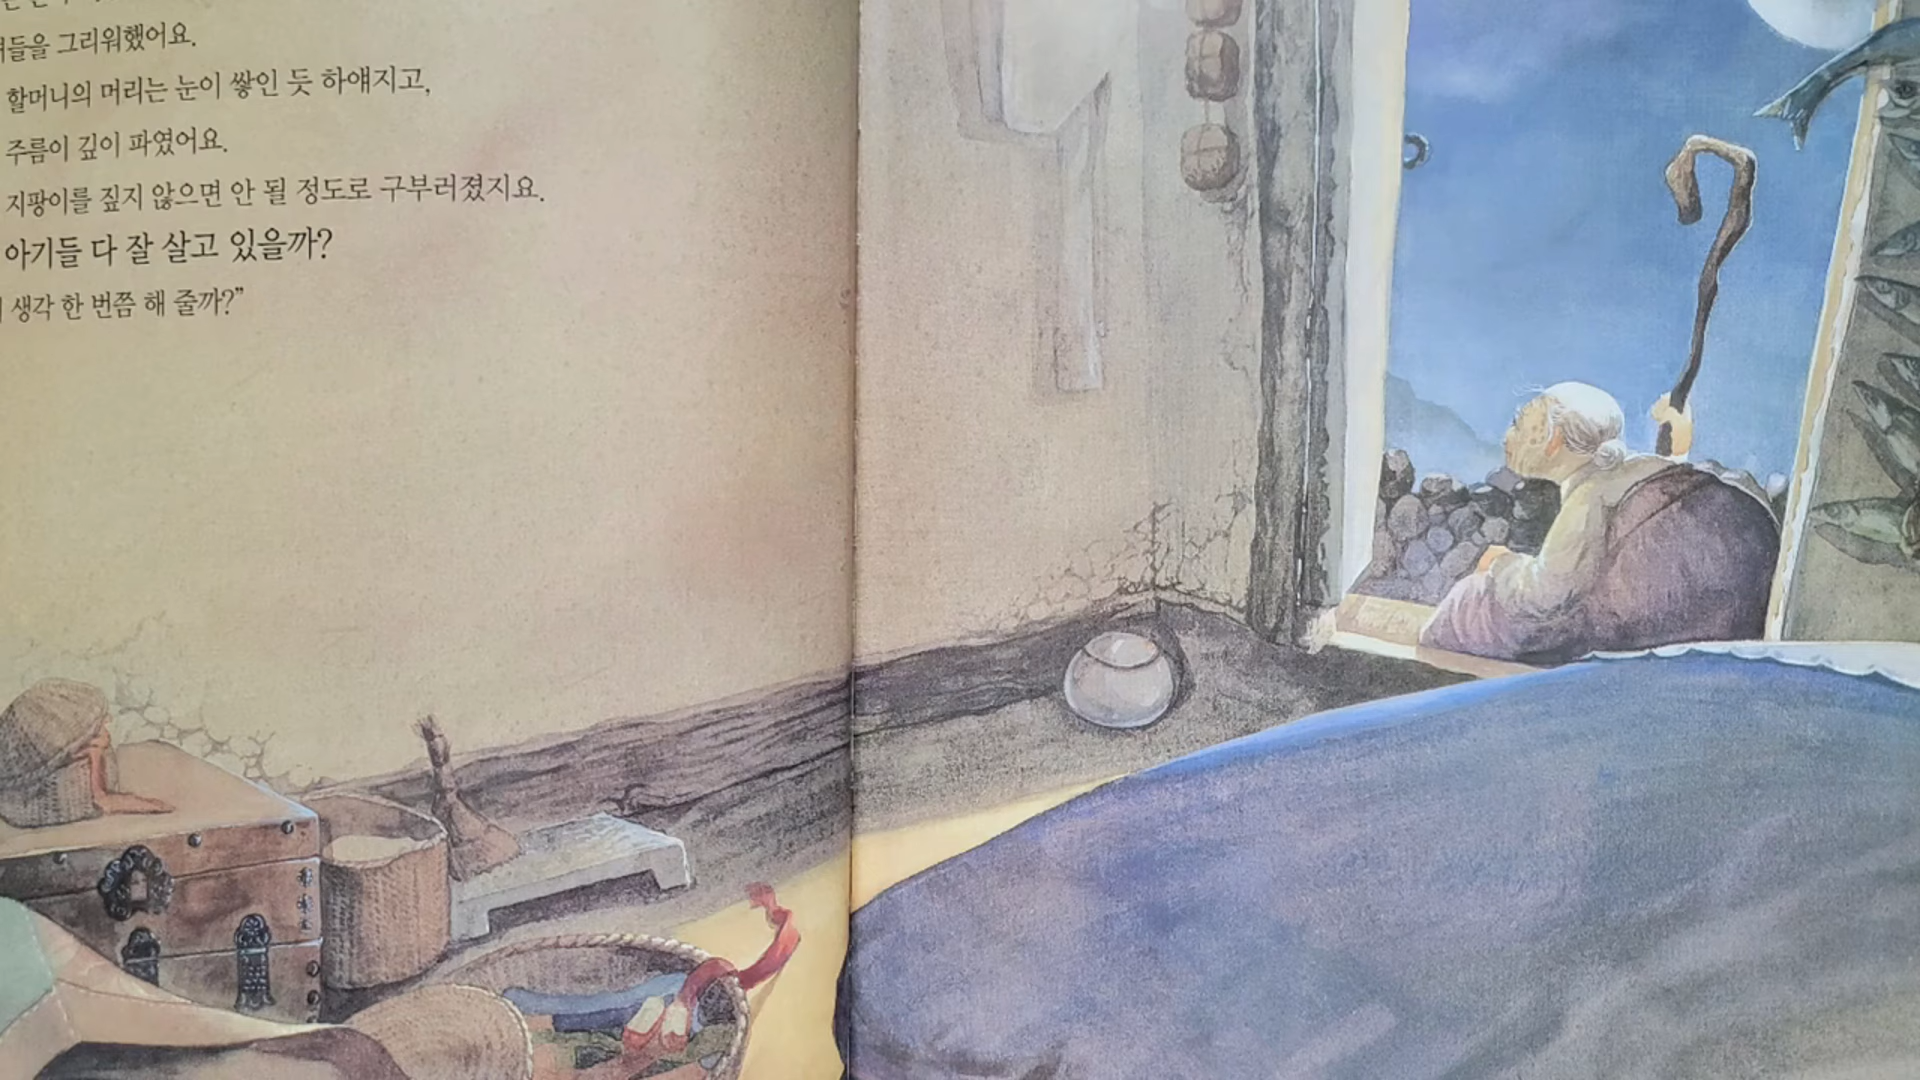 그리워했어요.
할머니의 머리는 눈이 쌓인 듯 하얘지고,
주름이 깊이 파였어요.
지팡이를 짚지 않으면 안 될 정도로 구부러졌지요.
아기들 다 잘 살고 있을까?
생각 한 번쯤 해 줄까?”